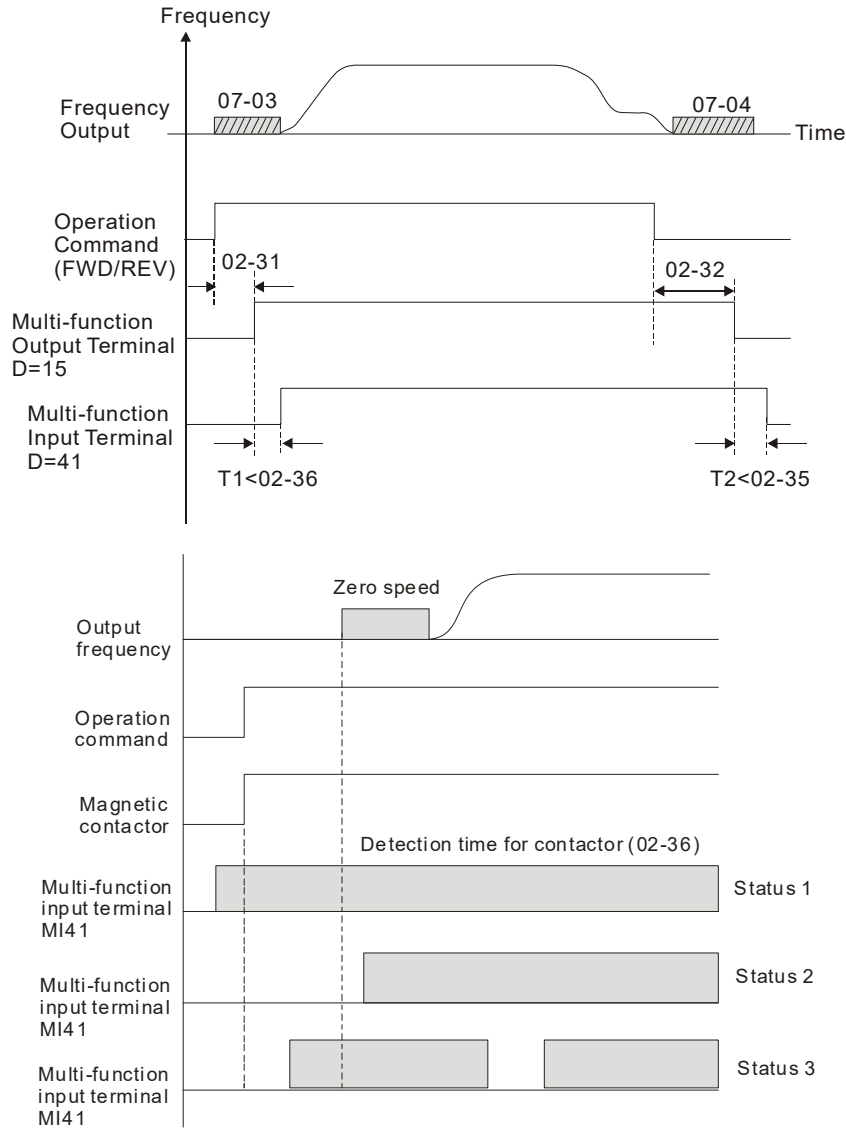 Frequency
Frequency
Output
07-03
07-04
Time
Operation
Command
(FWD/REV)
02-31
02-32
Multi-function
Output Terminal
D=15
Multi-function
Input Terminal
D=41
T1<02-36
T2<02-35
Zero speed
Output
frequency
Operation
command
Magnetic
contactor
Detection time for contactor (02-36)
Multi-function
input terminal
MI41
Status 1
Multi-function
input terminal
MI41
Status 2
Multi-function
input terminal
MI41
Status 3